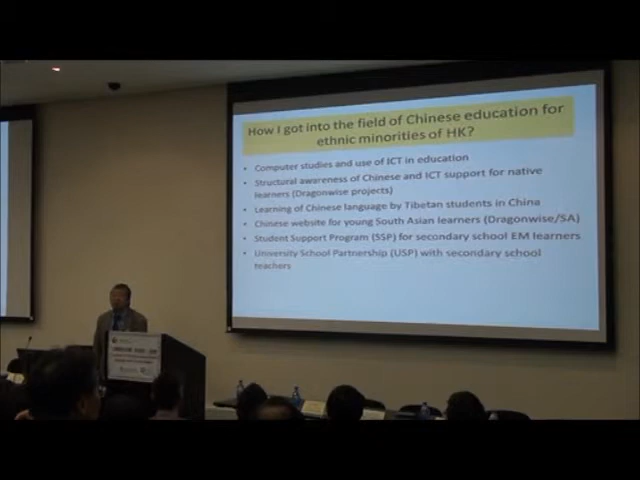 How I got into the field of Chinese education for
ethnic minorities of HK?
• Computer studies and use of ICT in education
• Structural awareness of Chinese and ICT support for native
learners (Dragonwise projects)
• Learning of Chinese language by Tibetan students in China
• Chinese website for young South Asian learners (Dragonwise/SA)
• Student Support Program (SSP) for secondary school EM learners
• University School Partnership (USP) with secondary school
teachers